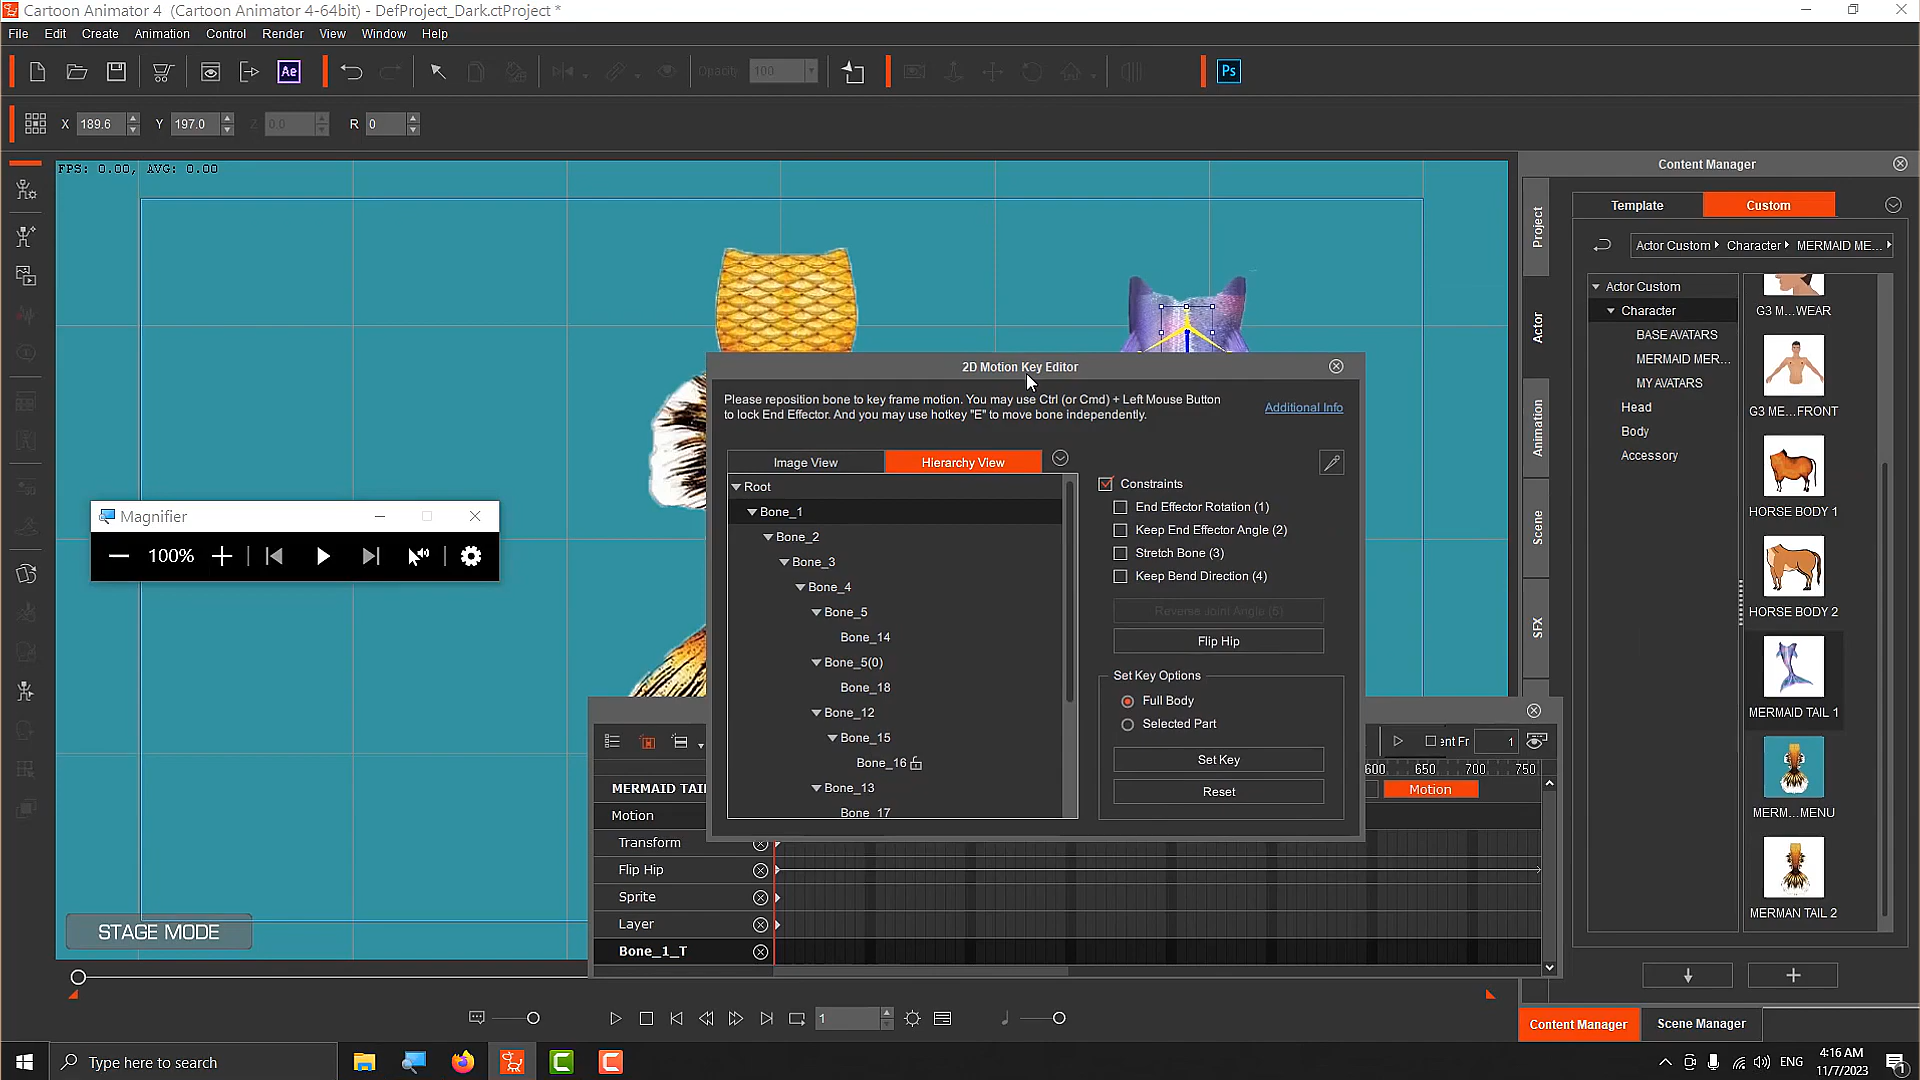 Cartoon Animator 4  (Cartoon Animator 4-64bit) - DefProject_Dark.ctProject *
File Edit Create Animation Control Render View Window Help
Ae
Opacity 100
Ps
X 189.6 Y 197.0 Z 0.0 R 0
FPS: 0.00, AVG: 0.00
Content Manager
Template Custom
Actor Custom Character MERMAID ME...
Project
Actor
Animation
Scene
SFX
Actor Custom
Character
BASE AVATARS
MERMAID MER...
MY AVATARS
Head
Body
Accessory
G3 M...WEAR
G3 ME...FRONT
HORSE BODY 1
HORSE BODY 2
MERMAID TAIL 1
MERM...MENU
MERMAN TAIL 2
2D Motion Key Editor
Please reposition bone to key frame motion. You may use Ctrl (or Cmd) + Left Mouse Button
to lock End Effector. And you may use hotkey "E" to move bone independently.
Additional Info
Image View Hierarchy View
Root
Bone_1
Bone_2
Bone_3
Bone_4
Bone_5
Bone_14
Bone_5(0)
Bone_18
Bone_12
Bone_15
Bone_16
Bone_13
Bone_17
Constraints
End Effector Rotation (1)
Keep End Effector Angle (2)
Stretch Bone (3)
Keep Bend Direction (4)
Reverse Joint Angle (5)
Flip Hip
Set Key Options
Full Body
Selected Part
Set Key
Reset
Magnifier
100%
ent Fr 1
600 650 700 750
MERMAID TAI
Motion
Motion
Transform
Flip Hip
Sprite
Layer
Bone_1_T
STAGE MODE
1
Content Manager Scene Manager
Type here to search
ENG
4:16 AM
11/7/2023
1